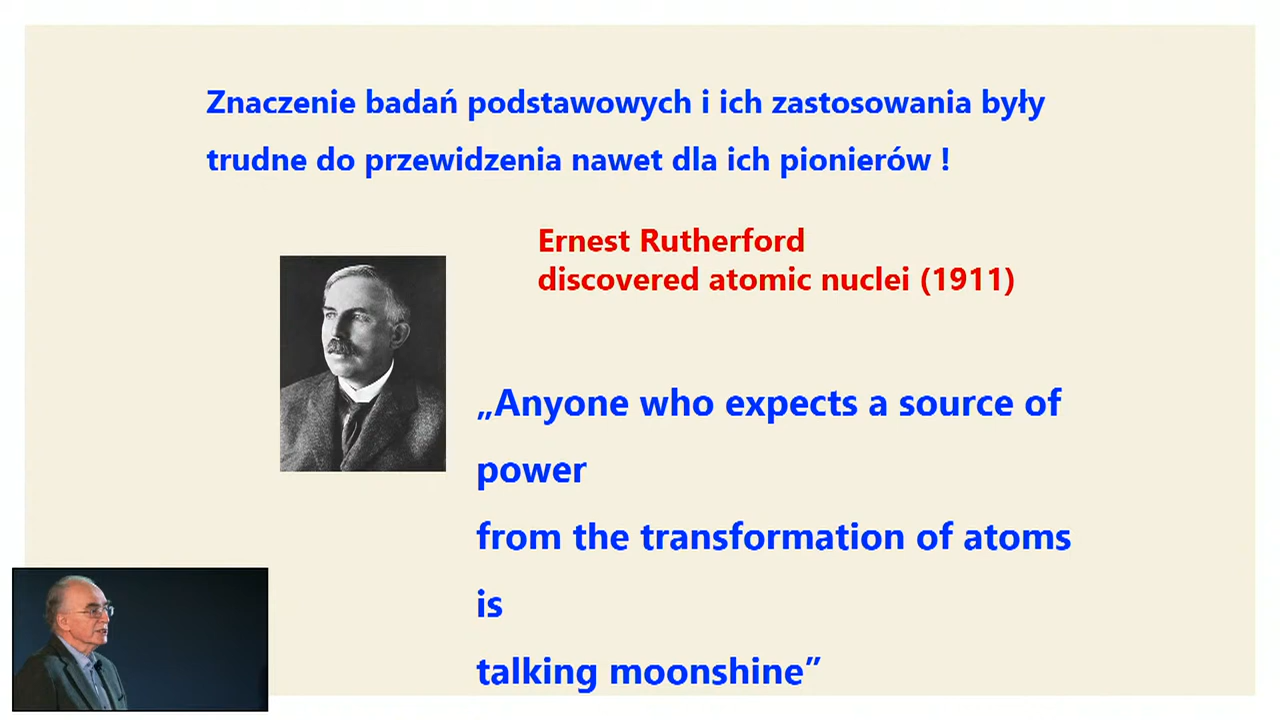 Znaczenie badań podstawowych i ich zastosowania były
trudne do przewidzenia nawet dla ich pionierów !
Ernest Rutherford
discovered atomic nuclei (1911)
„Anyone who expects a source of
power
from the transformation of atoms
is
talking moonshine”